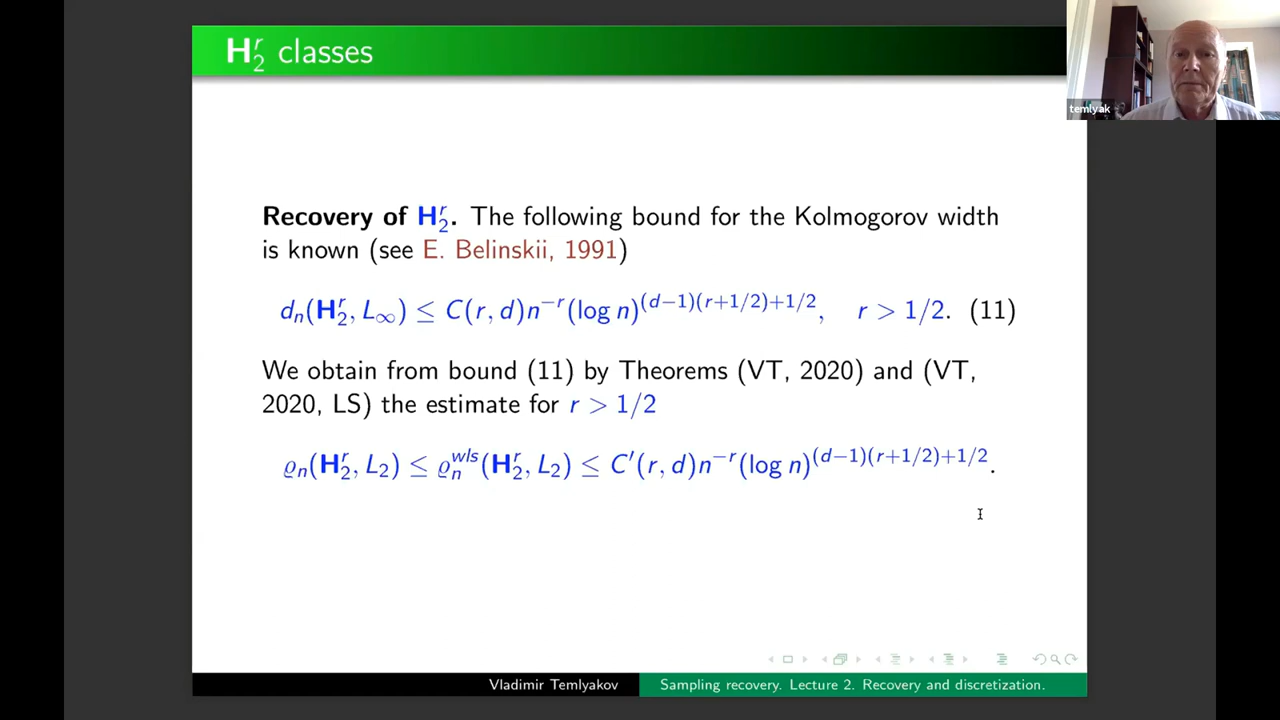 H₂ʳ classes
temlyak
Recovery of H₂ʳ. The following bound for the Kolmogorov width
is known (see E. Belinskii, 1991)
dₙ(H₂ʳ, L∞) ≤ C(r, d)n^{−r}(log n)^{(d−1)(r+1/2)+1/2}, r > 1/2. (11)
We obtain from bound (11) by Theorems (VT, 2020) and (VT,
2020, LS) the estimate for r > 1/2
ϱₙ(H₂ʳ, L₂) ≤ ϱₙ^{wls}(H₂ʳ, L₂) ≤ C′(r, d)n^{−r}(log n)^{(d−1)(r+1/2)+1/2}.
Vladimir Temlyakov Sampling recovery. Lecture 2. Recovery and discretization.